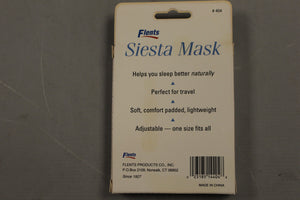 # 404
Flents
Siesta Mask
Helps you sleep better naturally
Perfect for travel
Soft, comfort padded, lightweight
Adjustable — one size fits all
Flents
FLENTS PRODUCTS CO., INC.
P.O. Box 2109, Norwalk, CT 06852
Since 1927
MADE IN CHINA